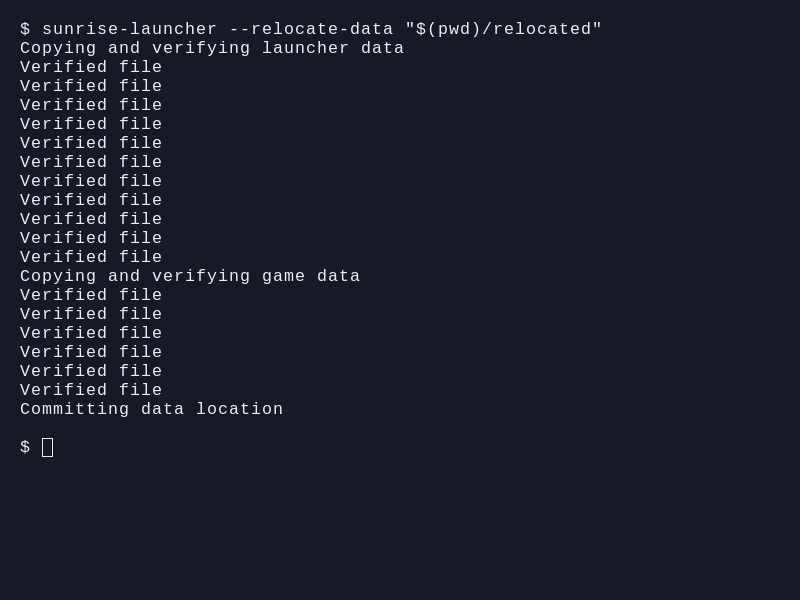 $ sunrise-launcher --relocate-data "$(pwd)/relocated"
Copying and verifying launcher data
Verified file
Verified file
Verified file
Verified file
Verified file
Verified file
Verified file
Verified file
Verified file
Verified file
Verified file
Copying and verifying game data
Verified file
Verified file
Verified file
Verified file
Verified file
Verified file
Committing data location
$